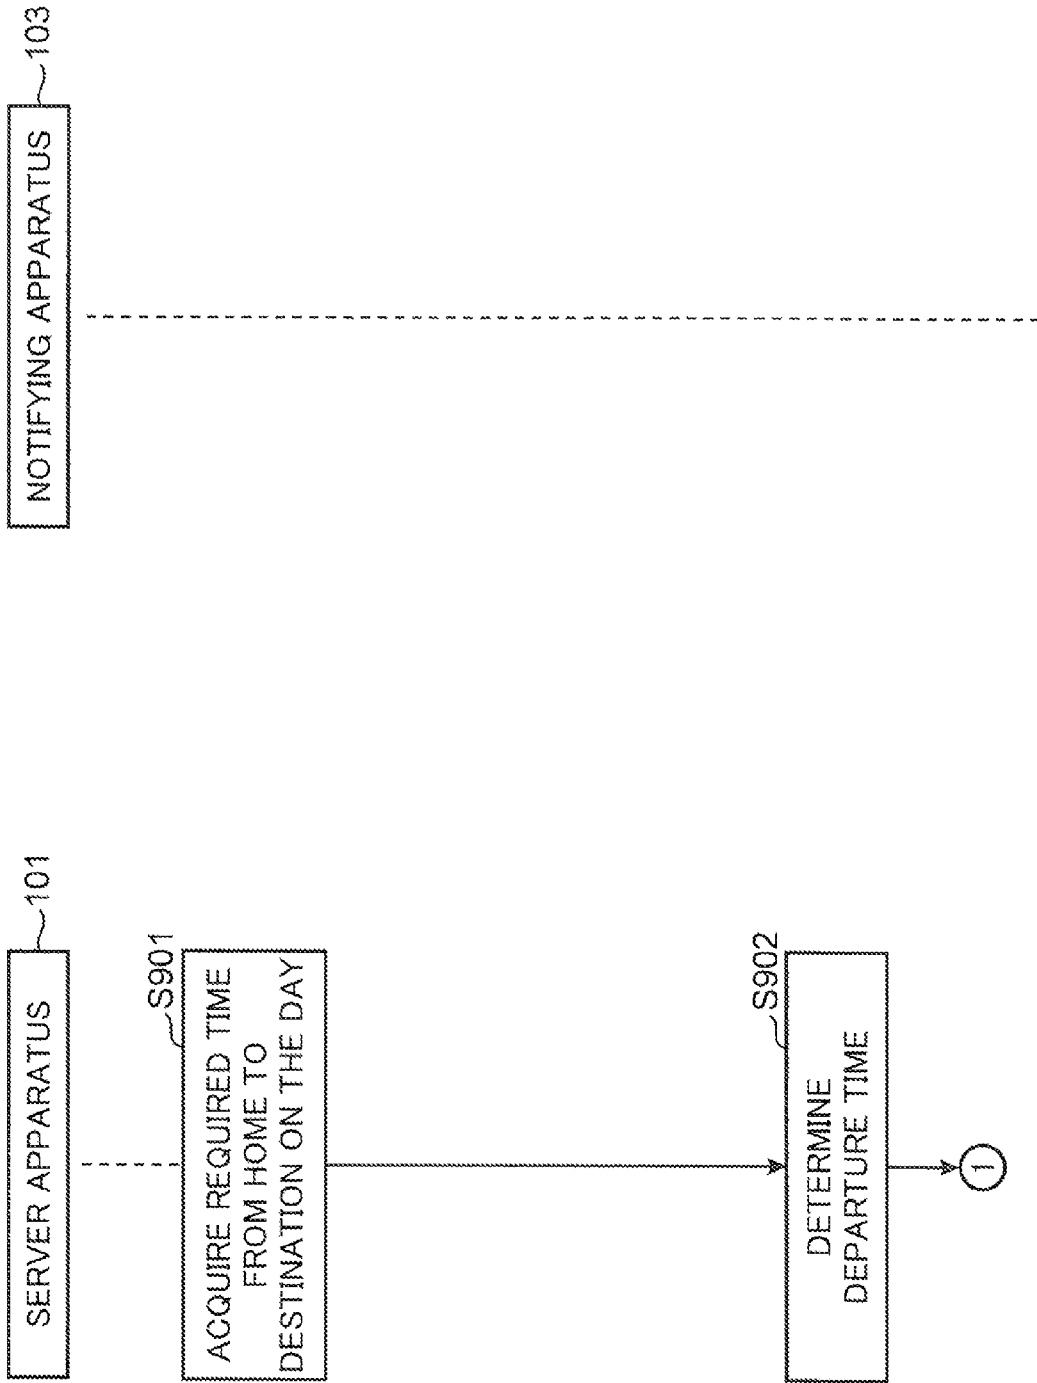 SERVER APPARATUS
101
NOTIFYING APPARATUS
103
S901
ACQUIRE REQUIRED TIME
FROM HOME TO
DESTINATION ON THE DAY
S902
DETERMINE
DEPARTURE TIME
1